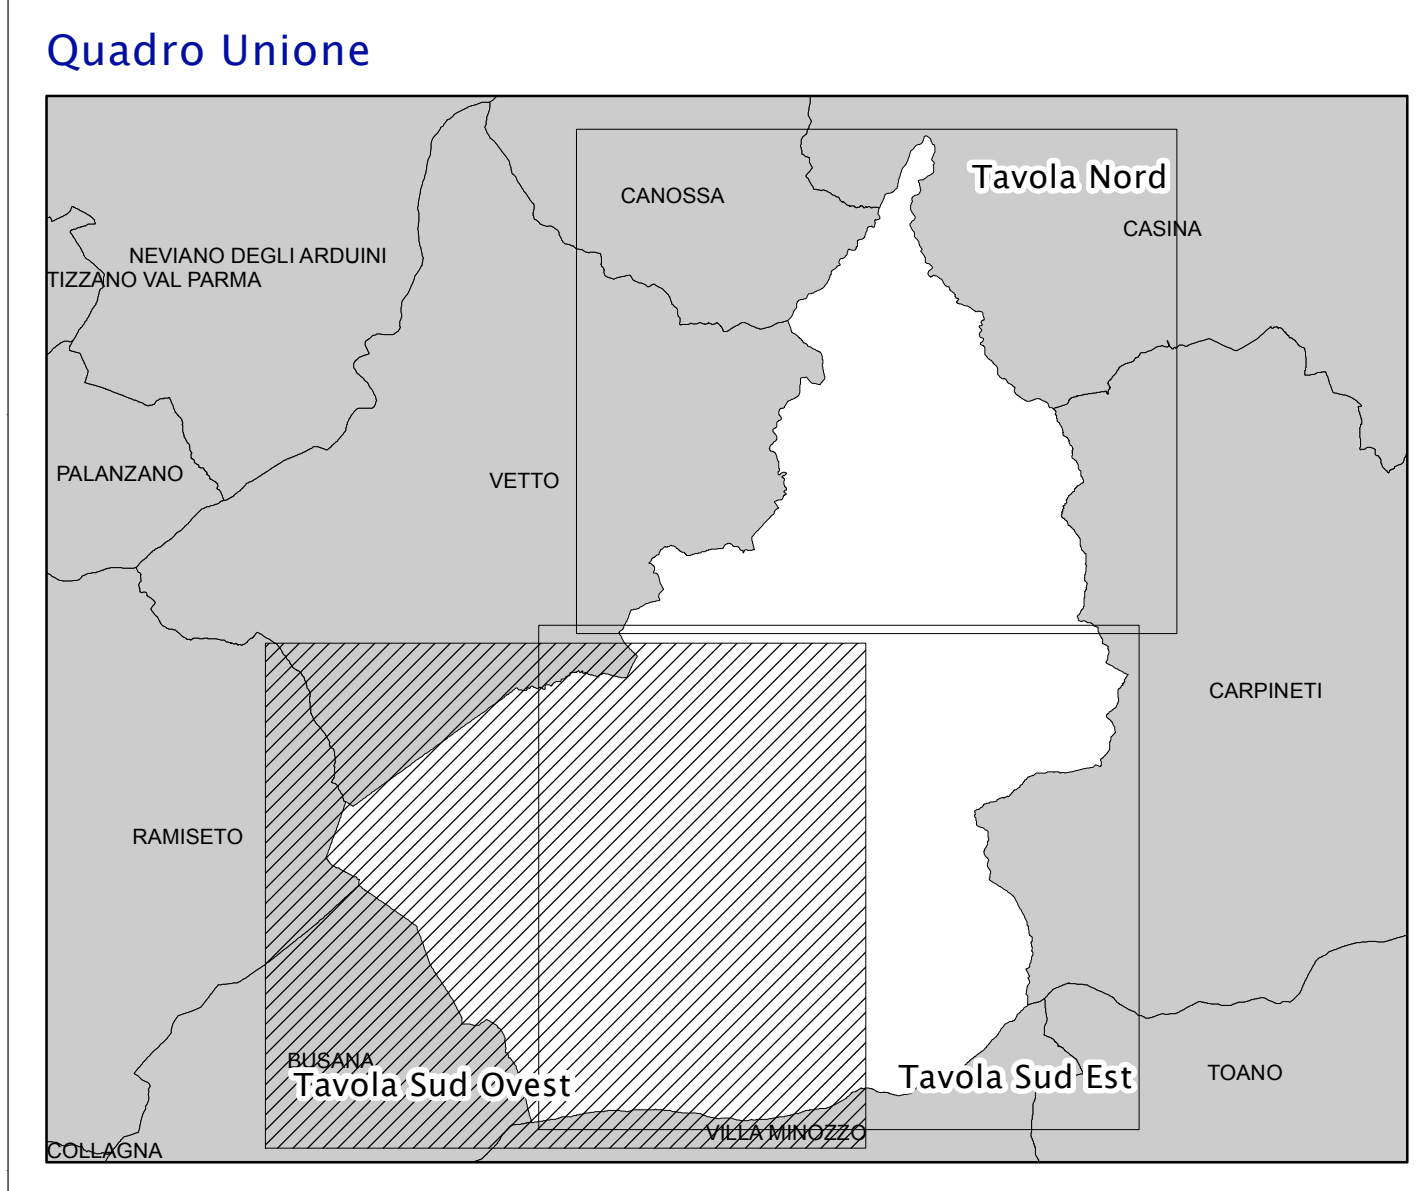 Quadro Unione
Tavola Nord
CANOSSA
CASINA
NEVIANO DEGLI ARDUINI
TIZZANO VAL PARMA
PALANZANO
VETTO
CARPINETI
RAMISETO
BUSANA
Tavola Sud Ovest
Tavola Sud Est
TOANO
VILLA MINOZZO
COLLAGNA